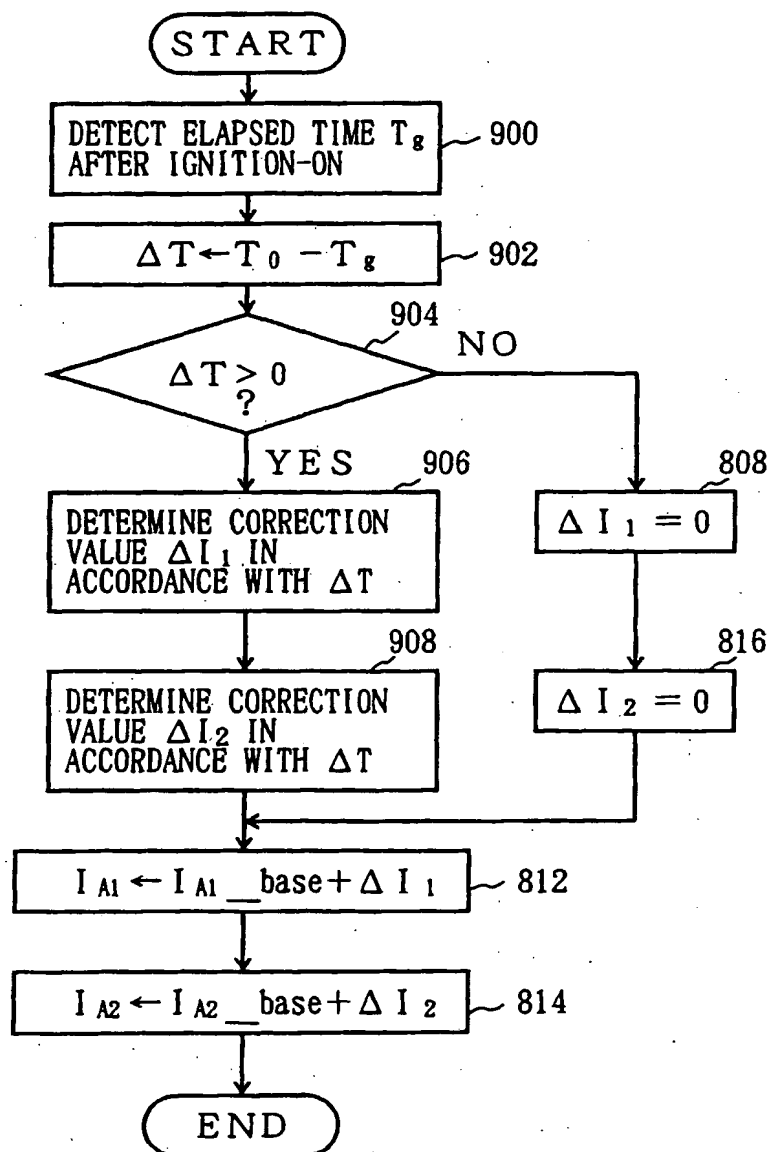 START
DETECT ELAPSED TIME Tg
AFTER IGNITION-ON
900
ΔT←T0 −Tg
902
904
ΔT>0
?
NO
YES
906
DETERMINE CORRECTION
VALUE ΔI1 IN
ACCORDANCE WITH ΔT
808
ΔI1 =0
908
DETERMINE CORRECTION
VALUE ΔI2 IN
ACCORDANCE WITH ΔT
816
ΔI2 =0
IA1←IA1_base+ΔI1
812
IA2←IA2_base+ΔI2
814
END